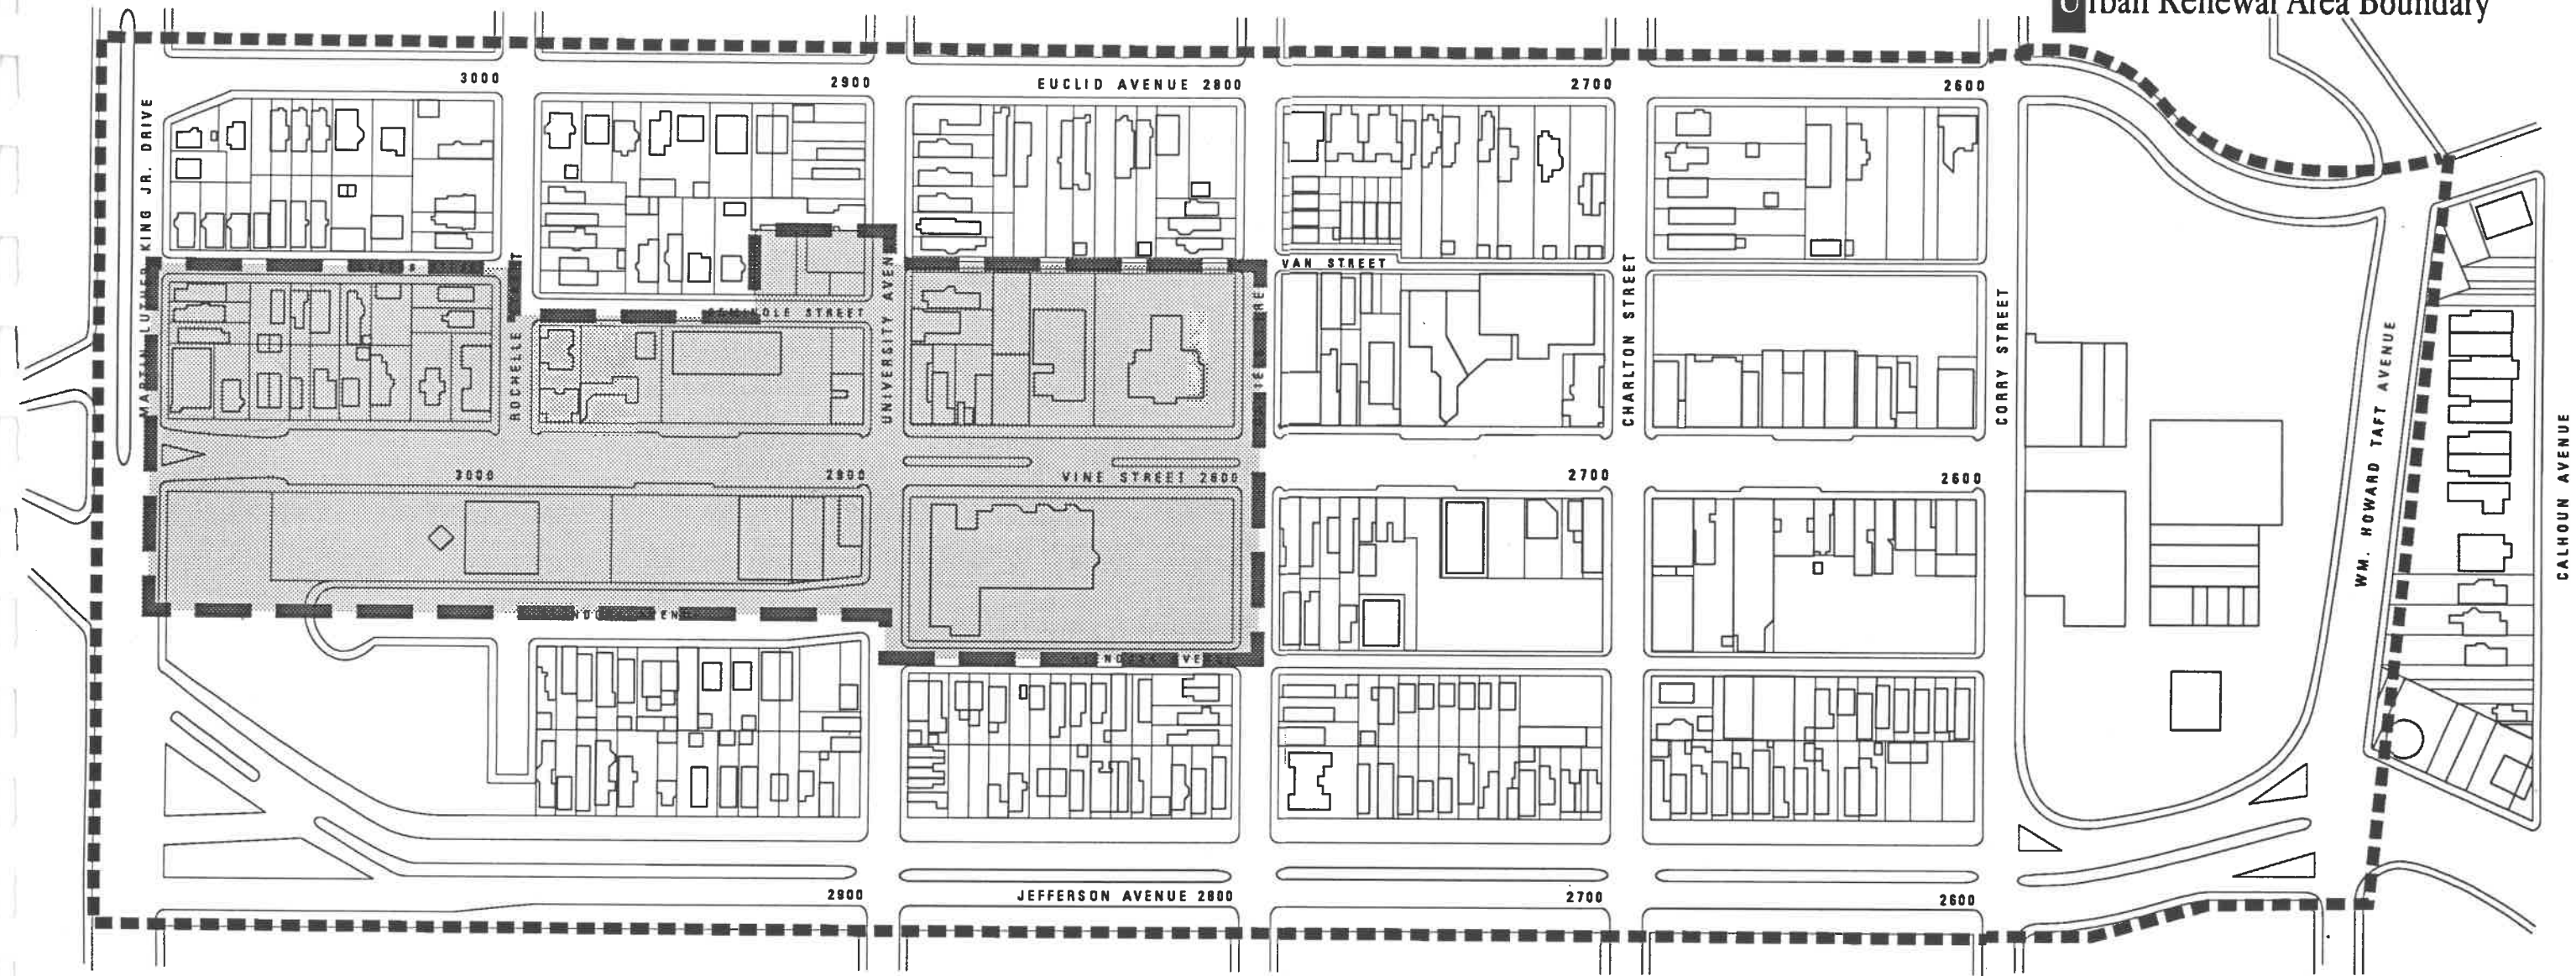 Urban Renewal Area Boundary
3000
2900
EUCLID AVENUE 2800
2700
2600
MARTIN LUTHER KING JR. DRIVE
VAN STREET
STREET
ROCHELLE
UNIVERSITY AVEN
CHARLTON STREET
CORRY STREET
WM. HOWARD TAFT AVENUE
CALHOUN AVENUE
3000
2900
VINE STREET 2800
2700
2600
2900
JEFFERSON AVENUE 2800
2700
2600